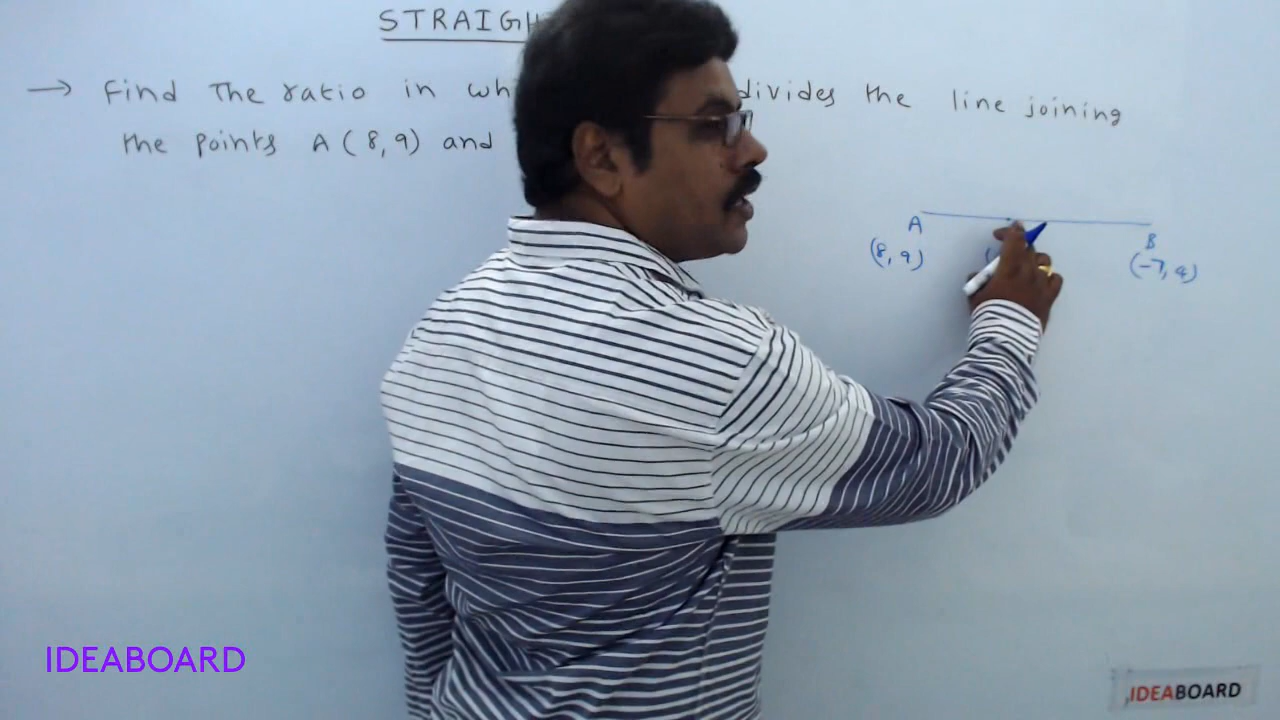 STRAIGH
→ Find The ratio in wh divides the line joining
the points A (8, 9) and
A B
(8, 9) ( (-7, 4)
IDEABOARD
IDEABOARD